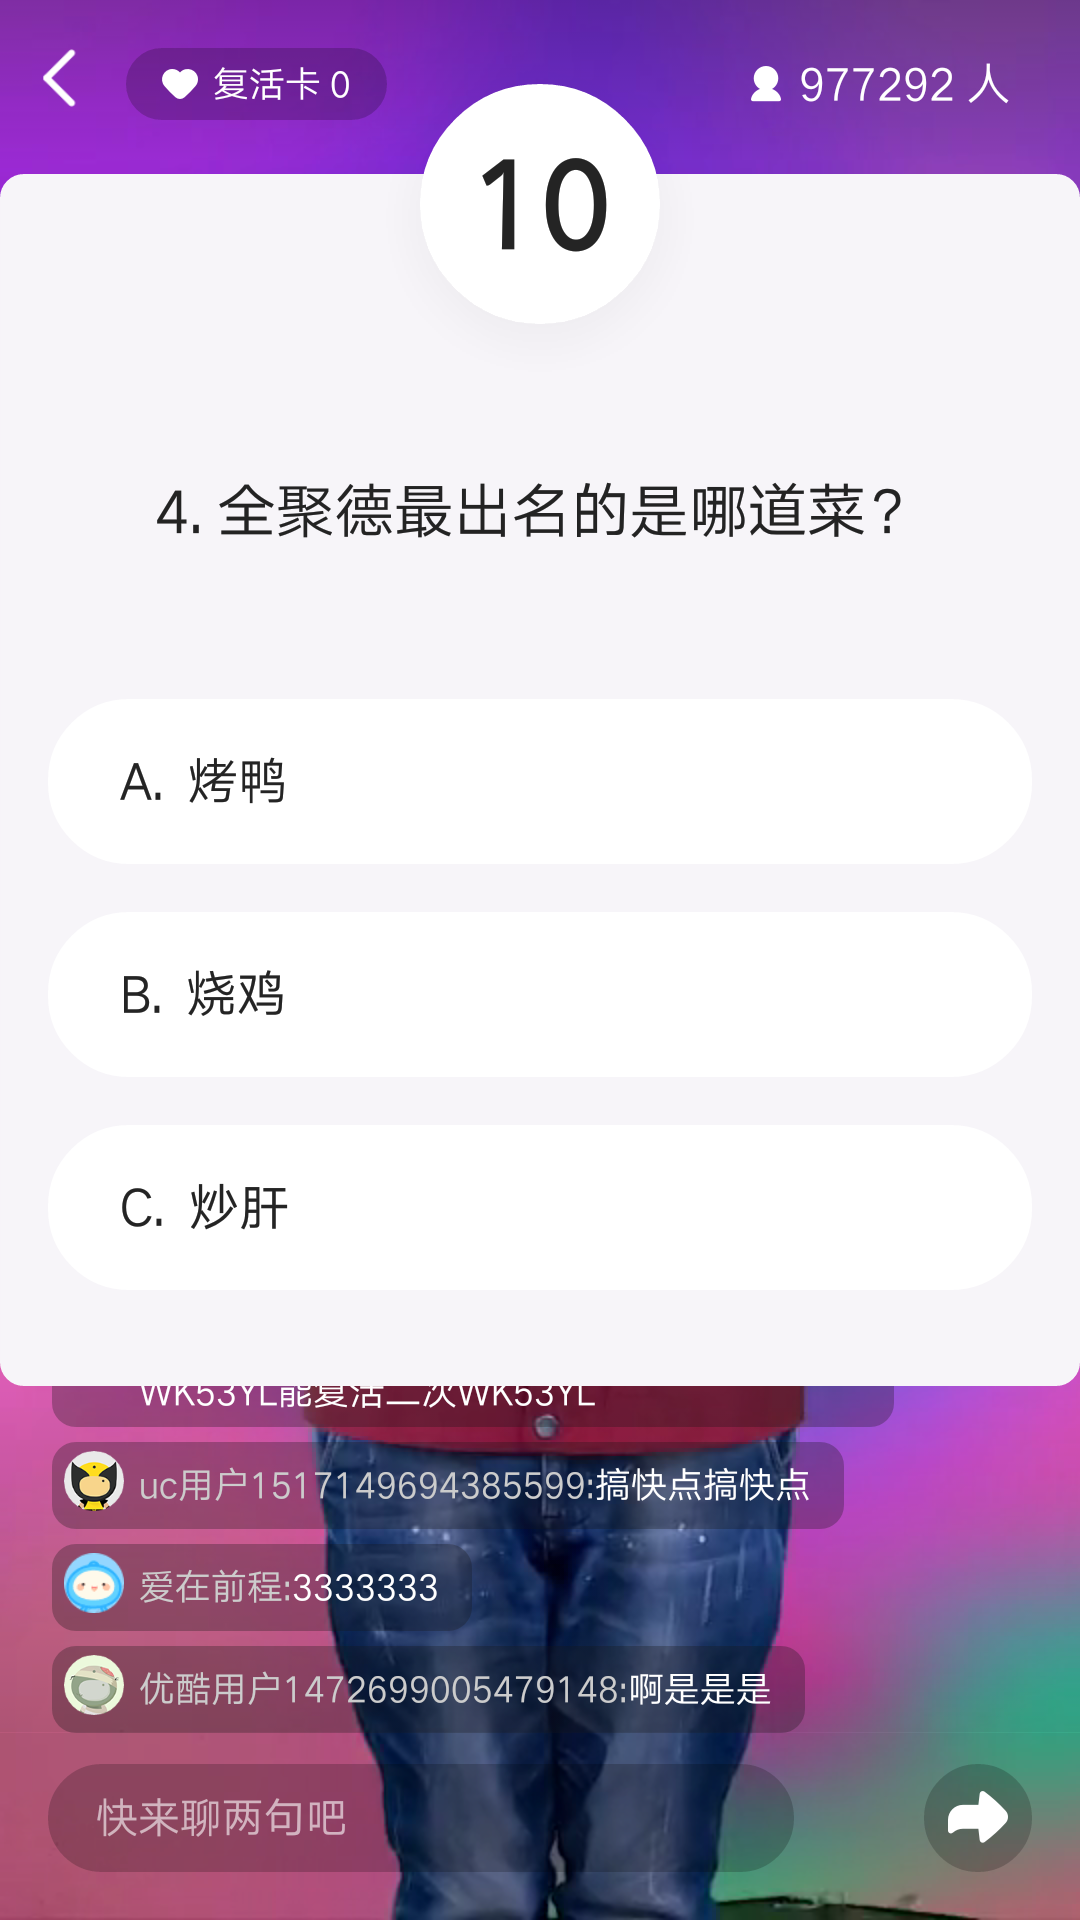 复活卡 0
977292 人
10
4. 全聚德最出名的是哪道菜?
A. 烤鸭
B. 烧鸡
C. 炒肝
WK53YL能复活二次WK53YL
uc用户1517149694385599:搞快点搞快点
爱在前程:3333333
优酷用户1472699005479148:啊是是是
快来聊两句吧